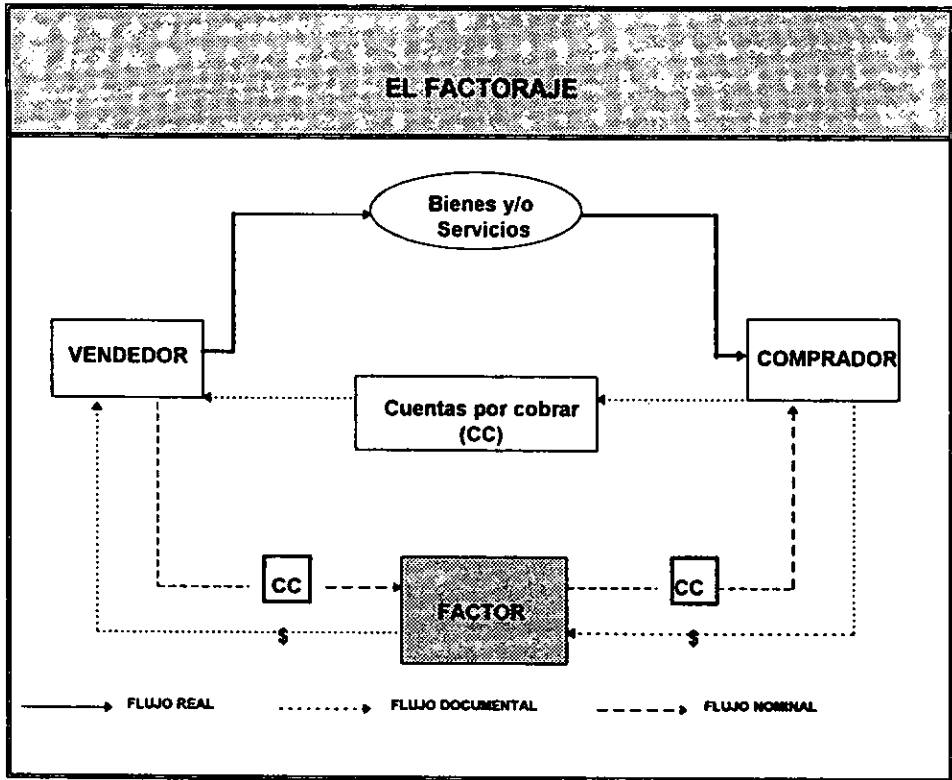 EL FACTORAJE
Bienes y/o
Servicios
VENDEDOR
COMPRADOR
Cuentas por cobrar
(CC)
CC
CC
FACTOR
$
$
FLUJO REAL
FLUJO DOCUMENTAL
FLUJO NOMINAL